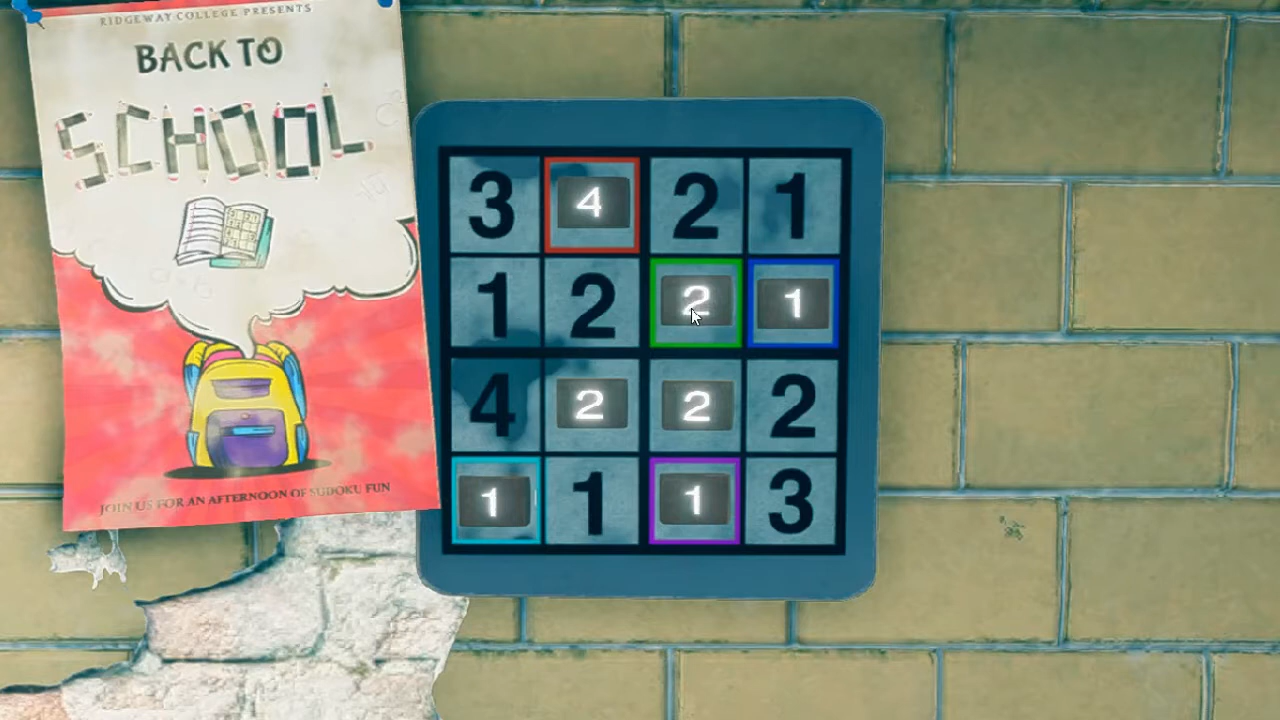 RIDGEWAY COLLEGE PRESENTS
BACK TO
SCHOOL
JOIN US FOR AN AFTERNOON OF SUDOKU FUN
3 4 2 1
1 2 2 1
4 2 2 2
1 1 1 3